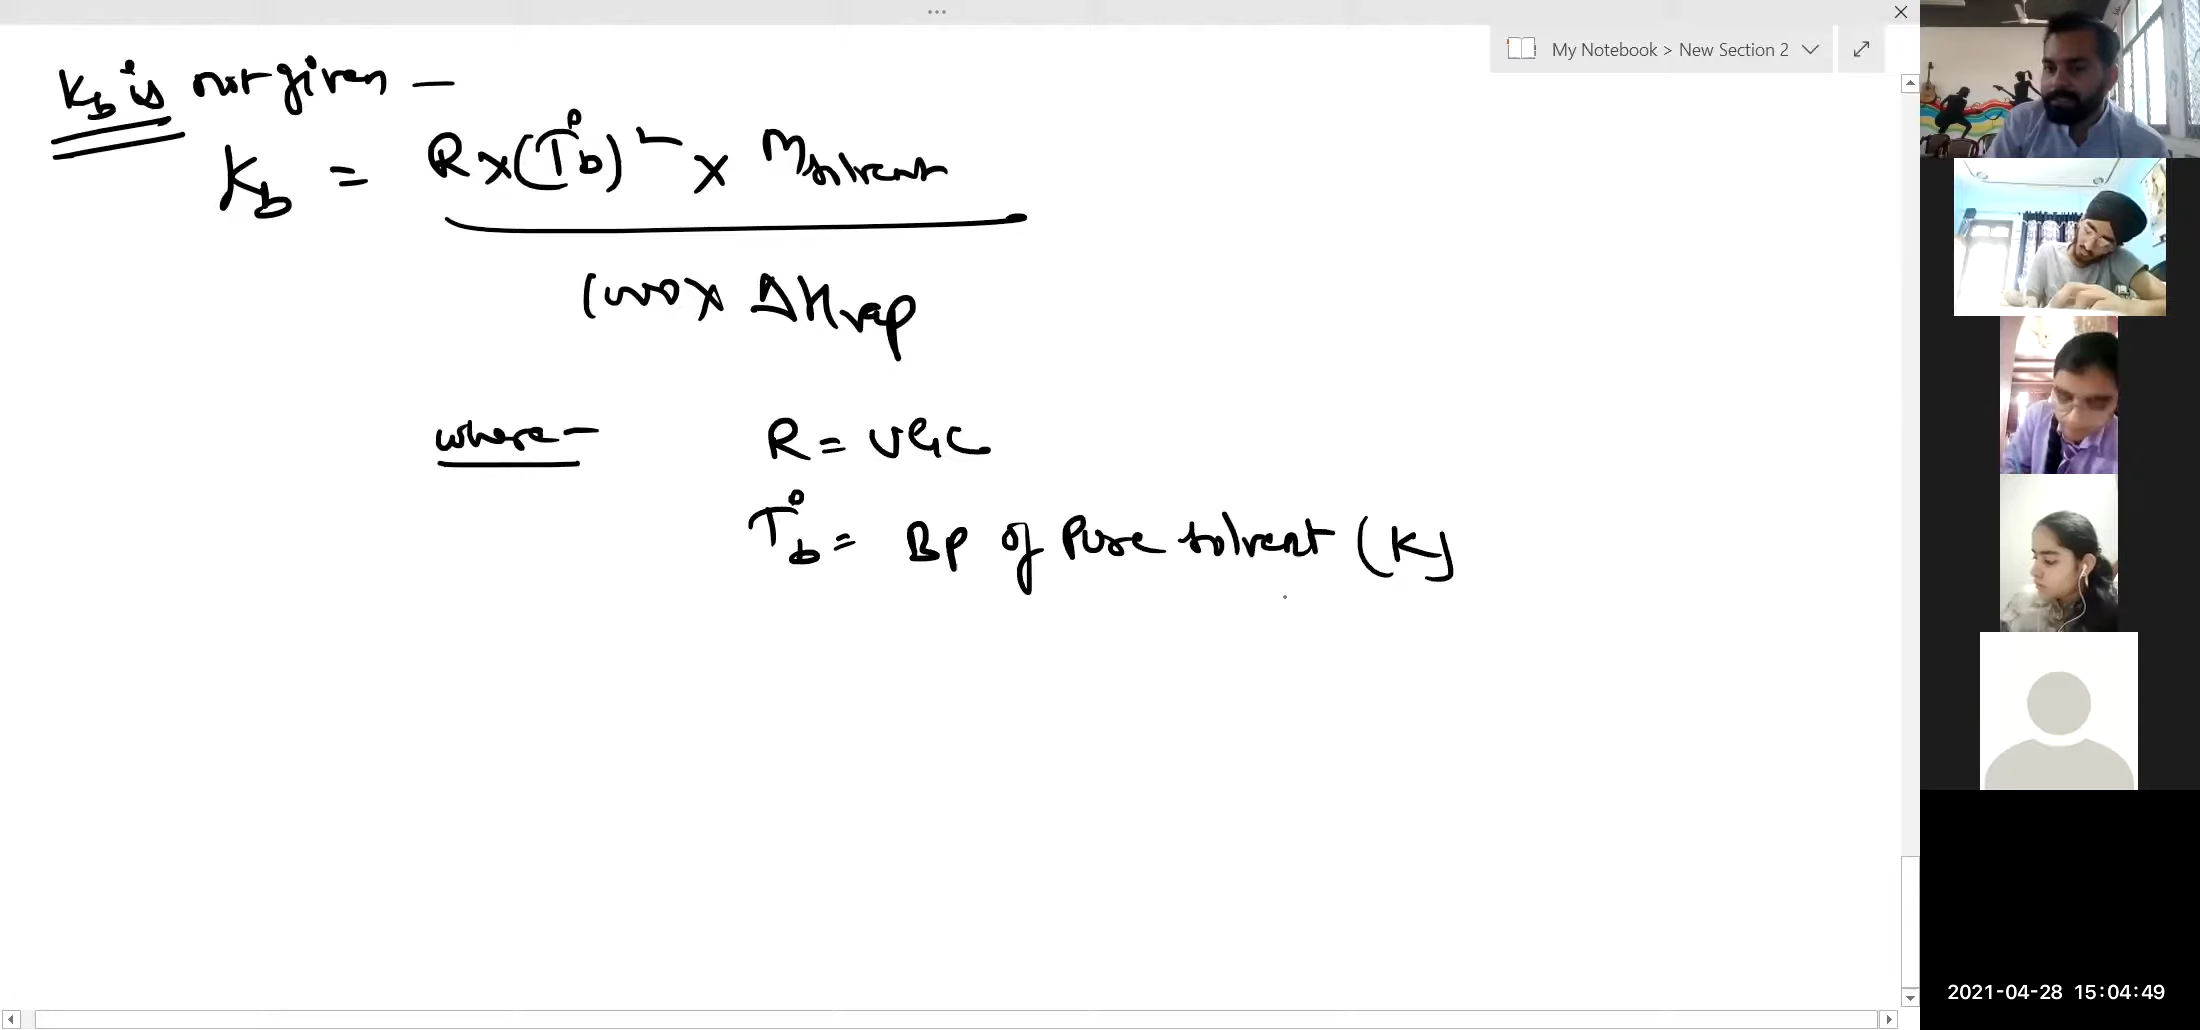 ...
My Notebook > New Section 2
Kb is not given —
Kb = R × (T°b)² × Msolvent
1000 × ΔHvap
where — R = UGC
T°b = BP of Pure solvent (K)
2021-04-28 15:04:49